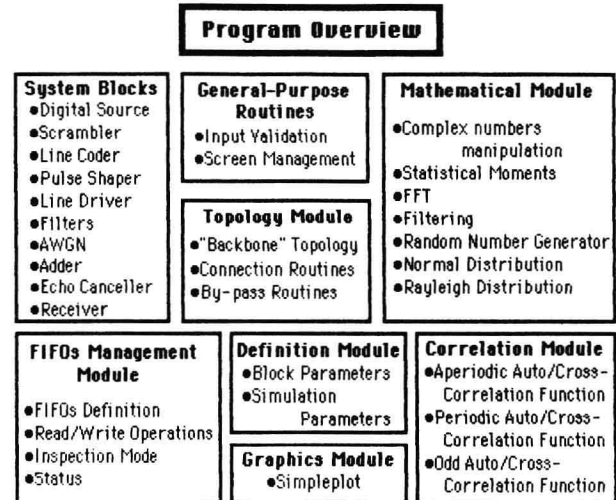 Program Overview
System Blocks
●Digital Source
●Scrambler
●Line Coder
●Pulse Shaper
●Line Driver
●Filters
●AWGN
●Adder
●Echo Canceller
●Receiver
General-Purpose
Routines
●Input Validation
●Screen Management
Topology Module
●"Backbone" Topology
●Connection Routines
●By-pass Routines
Mathematical Module
●Complex numbers
manipulation
●Statistical Moments
●FFT
●Filtering
●Random Number Generator
●Normal Distribution
●Rayleigh Distribution
FIFOs Management
Module
●FIFOs Definition
●Read/Write Operations
●Inspection Mode
●Status
Definition Module
●Block Parameters
●Simulation
Parameters
Graphics Module
●Simpleplot
Correlation Module
●Aperiodic Auto/Cross-
Correlation Function
●Periodic Auto/Cross-
Correlation Function
●Odd Auto/Cross-
Correlation Function